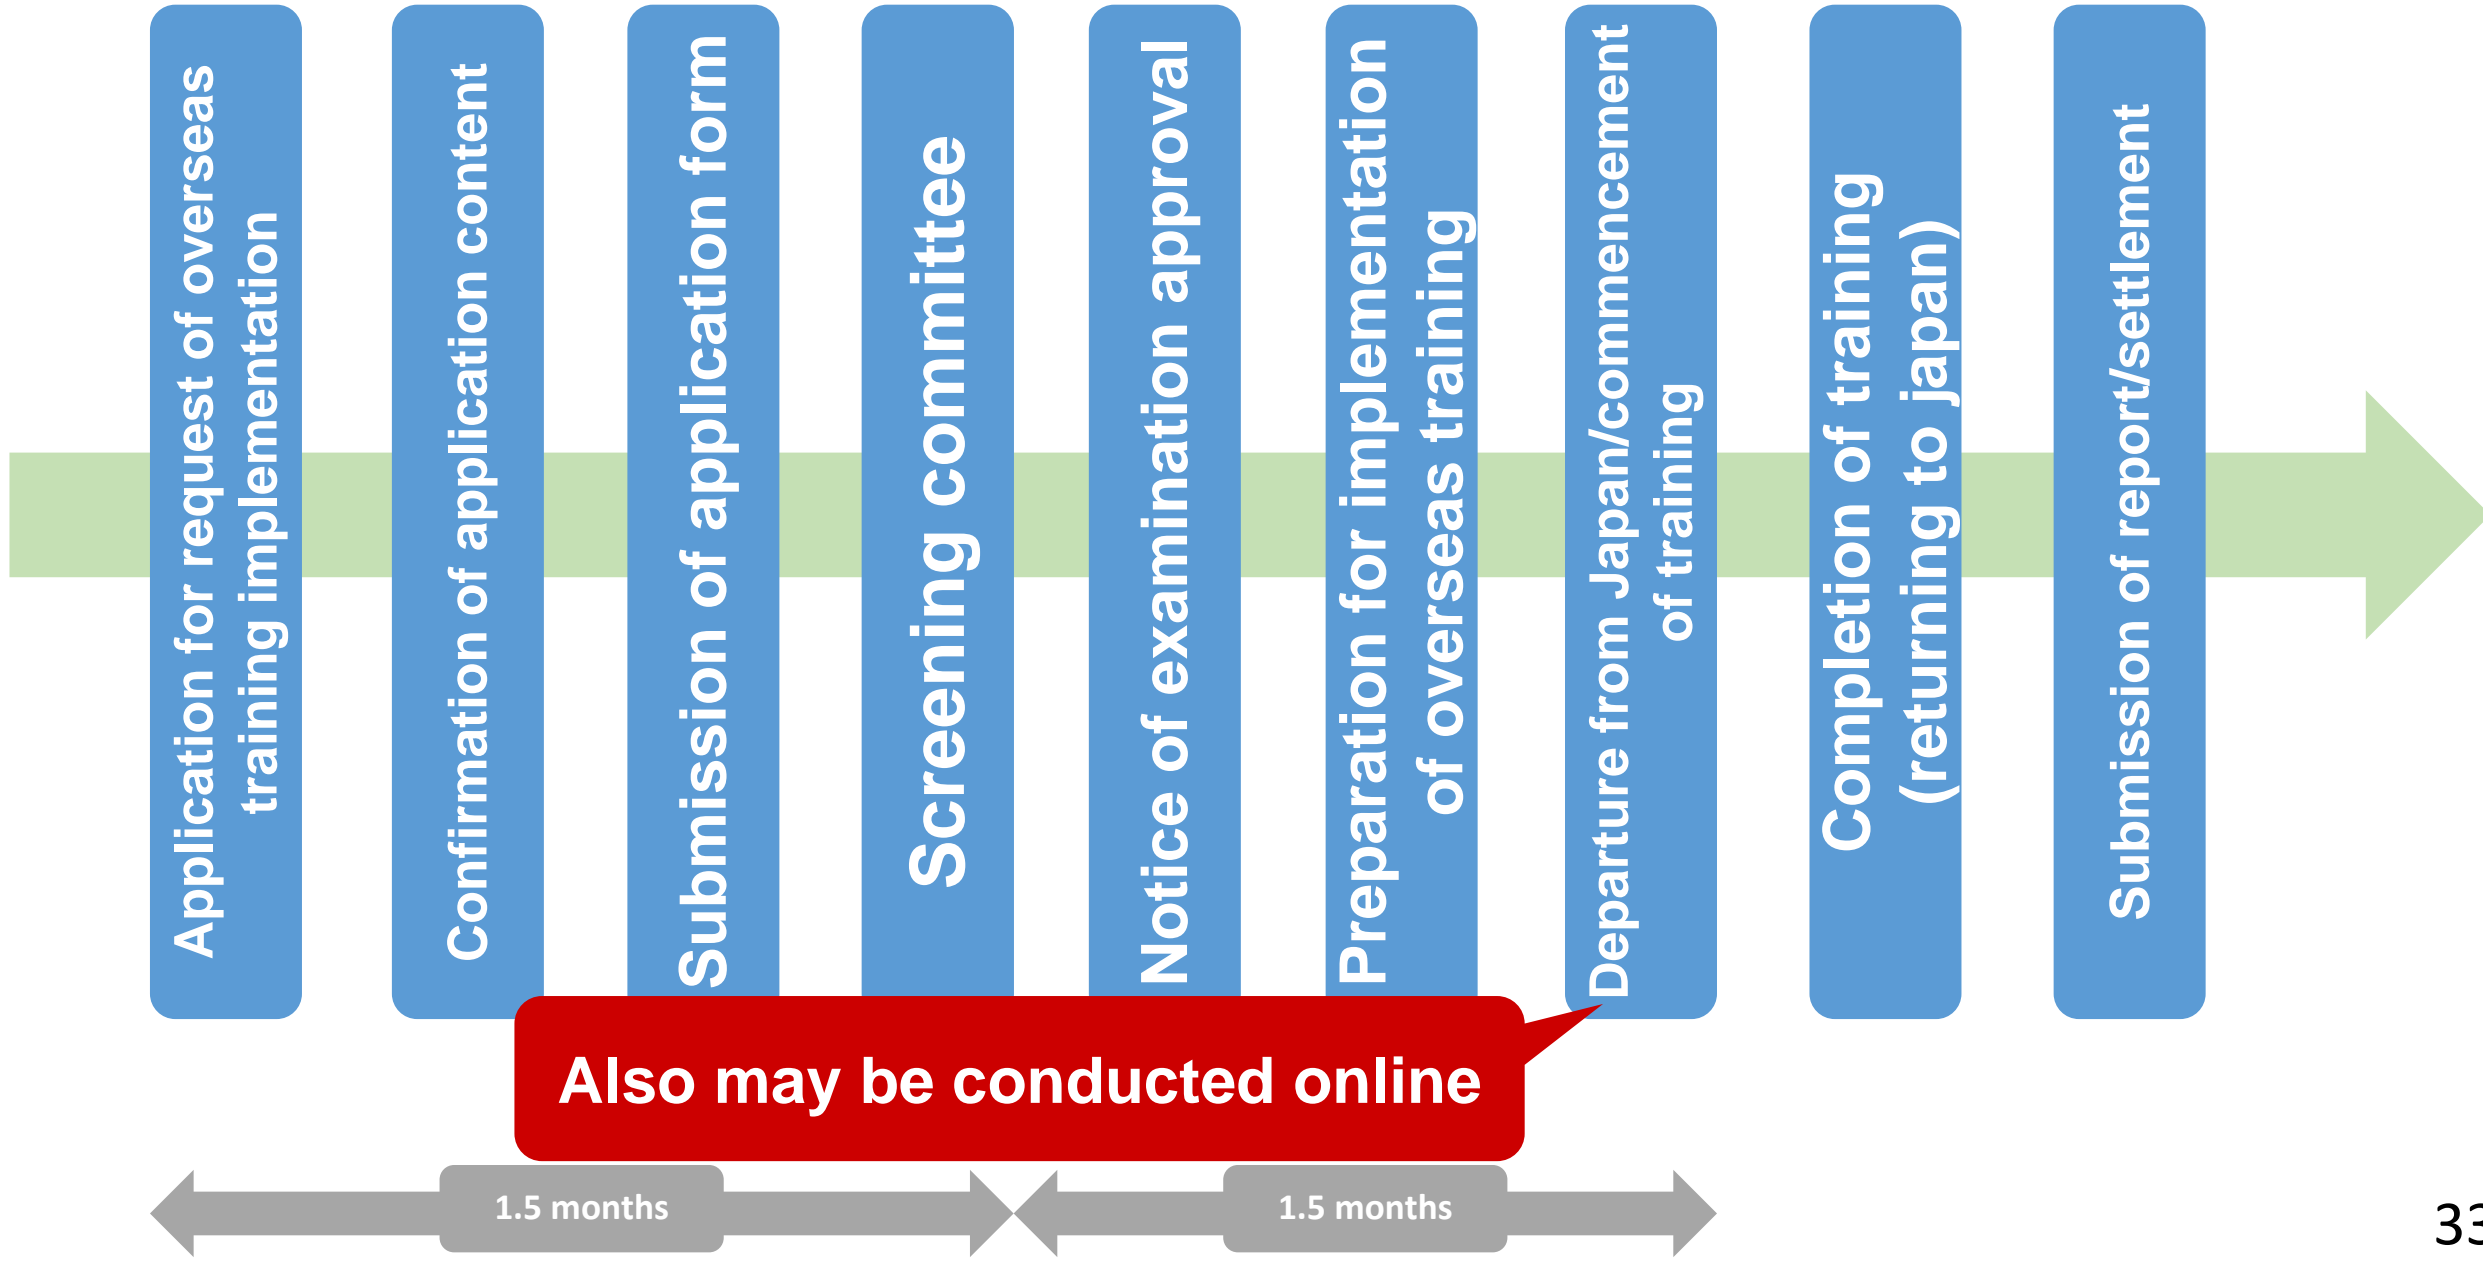 Application for request of overseas
training implementation
Confirmation of application content
Submission of application form
Screening committee
Notice of examination approval
Preparation for implementation
of overseas training
Departure from Japan/commencement
of training
Completion of training
(returning to japan)
Submission of report/settlement
Also may be conducted online
1.5 months
1.5 months
33